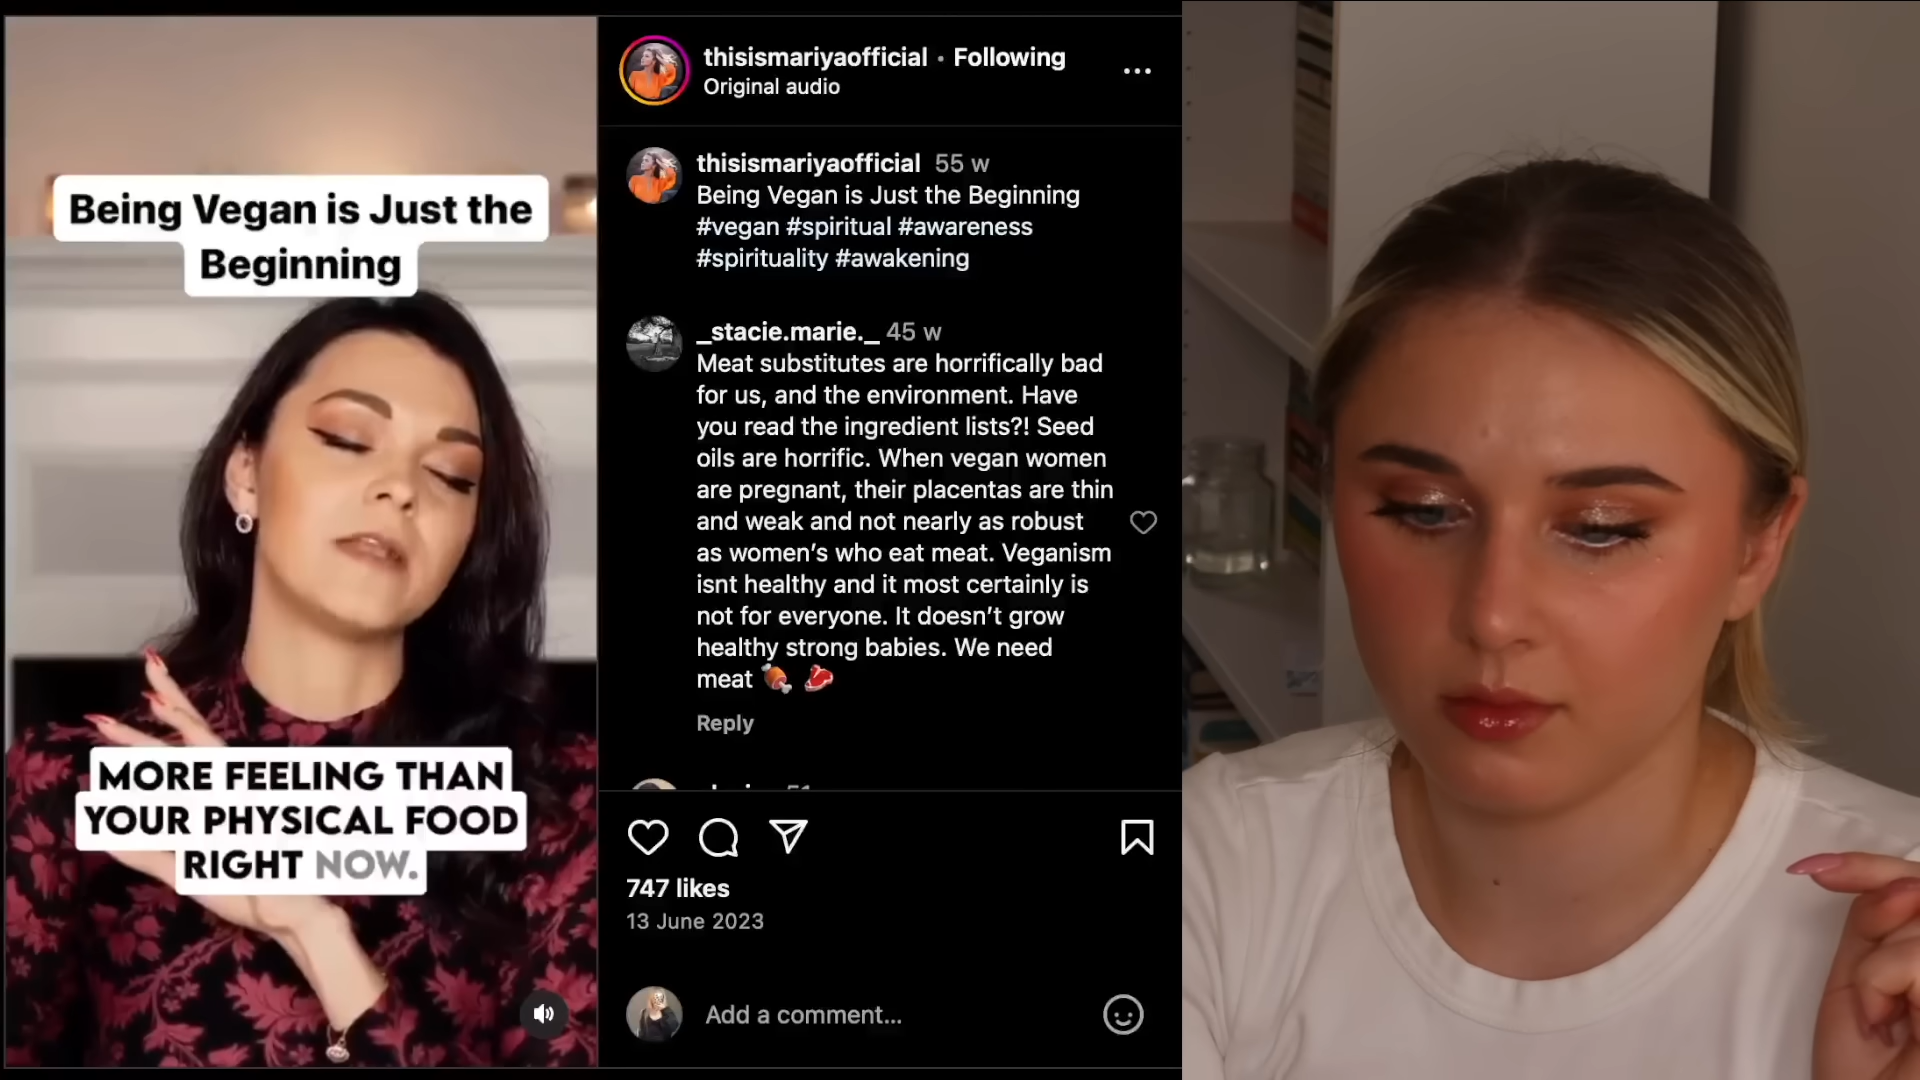 Being Vegan is Just the
Beginning
MORE FEELING THAN
YOUR PHYSICAL FOOD
RIGHT NOW.
thisismariyaofficial • Following
Original audio
thisismariyaofficial 55 w
Being Vegan is Just the Beginning
#vegan #spiritual #awareness
#spirituality #awakening
_stacie.marie._ 45 w
Meat substitutes are horrifically bad
for us, and the environment. Have
you read the ingredient lists?! Seed
oils are horrific. When vegan women
are pregnant, their placentas are thin
and weak and not nearly as robust
as women’s who eat meat. Veganism
isnt healthy and it most certainly is
not for everyone. It doesn’t grow
healthy strong babies. We need
meat 🍖 🥩
Reply
747 likes
13 June 2023
Add a comment...